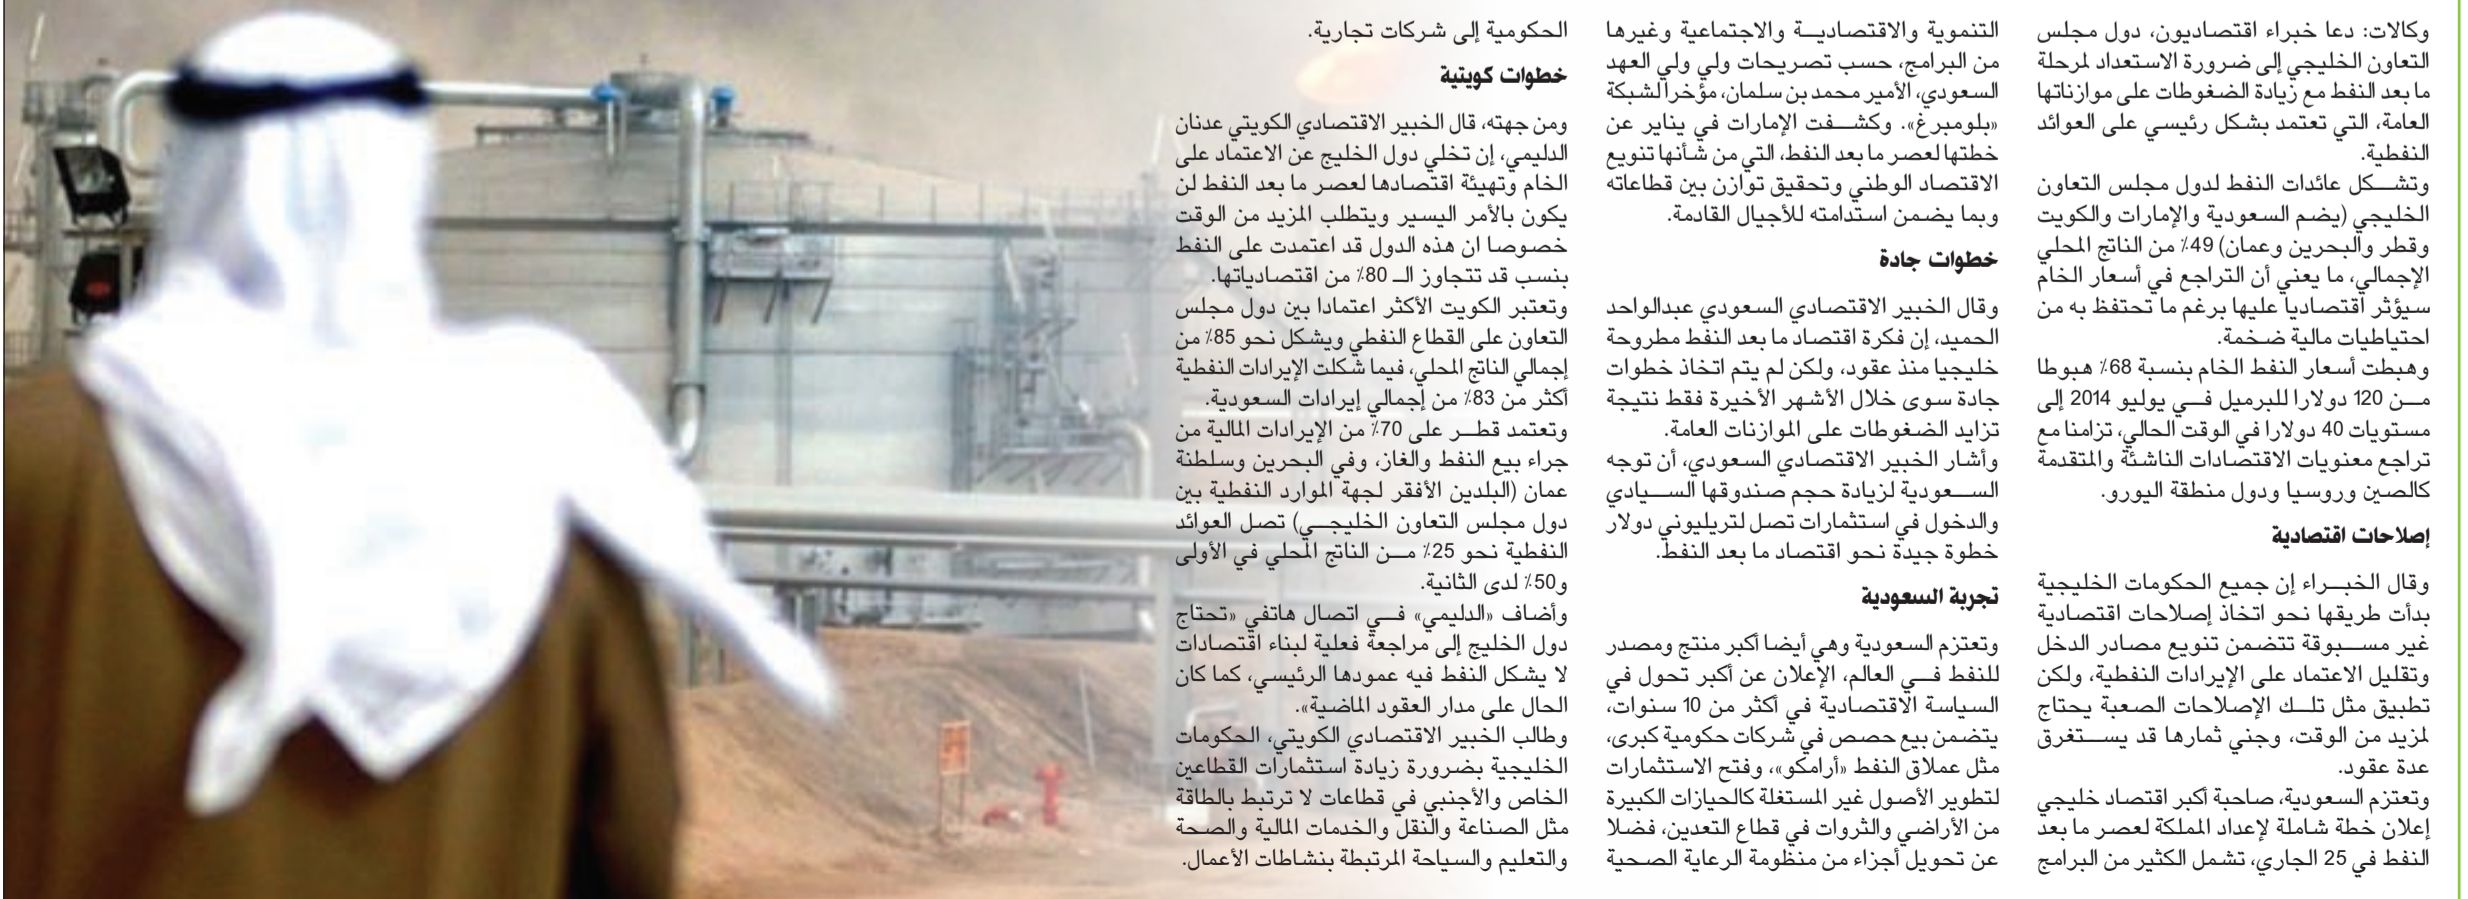 وكالات: دعا خبراء اقتصاديون، دول مجلس
التعاون الخليجي إلى ضرورة الاستعداد لمرحلة
ما بعد النفط مع زيادة الضغوطات على موازناتها
العامة، التي تعتمد بشكل رئيسي على العوائد
النفطية.
وتشكل عائدات النفط لدول مجلس التعاون
الخليجي (يضم السعودية والإمارات والكويت
وقطر والبحرين وعمان) 49٪ من الناتج المحلي
الإجمالي، ما يعني أن التراجع في أسعار الخام
سيؤثر اقتصادياً عليها برغم ما تحتفظ به من
احتياطيات مالية ضخمة.
وهبطت أسعار النفط الخام بنسبة 68٪ هبوطا
من 120 دولارا للبرميل في يوليو 2014 إلى
مستويات 40 دولارا في الوقت الحالي، تزامنا مع
تراجع معنويات الاقتصادات الناشئة والمتقدمة
كالصين وروسيا ودول منطقة اليورو.
إصلاحات اقتصادية
وقال الخبراء إن جميع الحكومات الخليجية
بدأت طريقها نحو اتخاذ إصلاحات اقتصادية
غير مسبوقة تتضمن تنويع مصادر الدخل
وتقليل الاعتماد على الإيرادات النفطية، ولكن
تطبيق مثل تلك الإصلاحات الصعبة يحتاج
لمزيد من الوقت، وجني ثمارها قد يستغرق
عدة عقود.
وتعتزم السعودية، صاحبة أكبر اقتصاد خليجي
إعلان خطة شاملة لإعداد المملكة لعصر ما بعد
النفط في 25 الجاري، تشمل الكثير من البرامج
التنموية والاقتصادية والاجتماعية وغيرها
من البرامج، حسب تصريحات ولي ولي العهد
السعودي، الأمير محمد بن سلمان، مؤخرا لشبكة
«بلومبرغ». وكشفت الإمارات في يناير عن
خطتها لعصر ما بعد النفط، التي من شأنها تنويع
الاقتصاد الوطني وتحقيق توازن بين قطاعاته
وبما يضمن استدامته للأجيال القادمة.
خطوات جادة
وقال الخبير الاقتصادي السعودي عبدالواحد
الحميد، إن فكرة اقتصاد ما بعد النفط مطروحة
خليجيا منذ عقود، ولكن لم يتم اتخاذ خطوات
جادة سوى خلال الأشهر الأخيرة فقط نتيجة
تزايد الضغوطات على الموازنات العامة.
وأشار الخبير الاقتصادي السعودي، أن توجه
السعودية لزيادة حجم صندوقها السيادي
والدخول في استثمارات تصل لتريليوني دولار
خطوة جيدة نحو اقتصاد ما بعد النفط.
تجربة السعودية
وتعتزم السعودية وهي أيضا أكبر منتج ومصدر
للنفط في العالم، الإعلان عن أكبر تحول في
السياسة الاقتصادية في أكثر من 10 سنوات،
يتضمن بيع حصص في شركات حكومية كبرى،
مثل عملاق النفط «أرامكو»، وفتح الاستثمارات
لتطوير الأصول غير المستغلة كالحيازات الكبيرة
من الأراضي والثروات في قطاع التعدين، فضلا
عن تحويل أجزاء من منظومة الرعاية الصحية
الحكومية إلى شركات تجارية.
خطوات كويتية
ومن جهته، قال الخبير الاقتصادي الكويتي عدنان
الدليمي، إن تخلي دول الخليج عن الاعتماد على
الخام وتهيئة اقتصادها لعصر ما بعد النفط لن
يكون بالأمر اليسير ويتطلب المزيد من الوقت
خصوصا ان هذه الدول قد اعتمدت على النفط
بنسب قد تتجاوز الـ 80٪ من اقتصادياتها.
وتعتبر الكويت الأكثر اعتمادا بين دول مجلس
التعاون على القطاع النفطي ويشكل نحو 85٪ من
إجمالي الناتج المحلي، فيما شكلت الإيرادات النفطية
أكثر من 83٪ من إجمالي إيرادات السعودية.
وتعتمد قطر على 70٪ من الإيرادات المالية من
جراء بيع النفط والغاز، وفي البحرين وسلطنة
عمان (البلدين الأفقر لجهة الموارد النفطية بين
دول مجلس التعاون الخليجي) تصل العوائد
النفطية نحو 25٪ من الناتج المحلي في الأولى
و50٪ لدى الثانية.
وأضاف «الدليمي» في اتصال هاتفي «تحتاج
دول الخليج إلى مراجعة فعلية لبناء اقتصادات
لا يشكل النفط فيه عمودها الرئيسي، كما كان
الحال على مدار العقود الماضية».
وطالب الخبير الاقتصادي الكويتي، الحكومات
الخليجية بضرورة زيادة استثمارات القطاعين
الخاص والأجنبي في قطاعات لا ترتبط بالطاقة
مثل الصناعة والنقل والخدمات المالية والصحة
والتعليم والسياحة المرتبطة بنشاطات الأعمال.